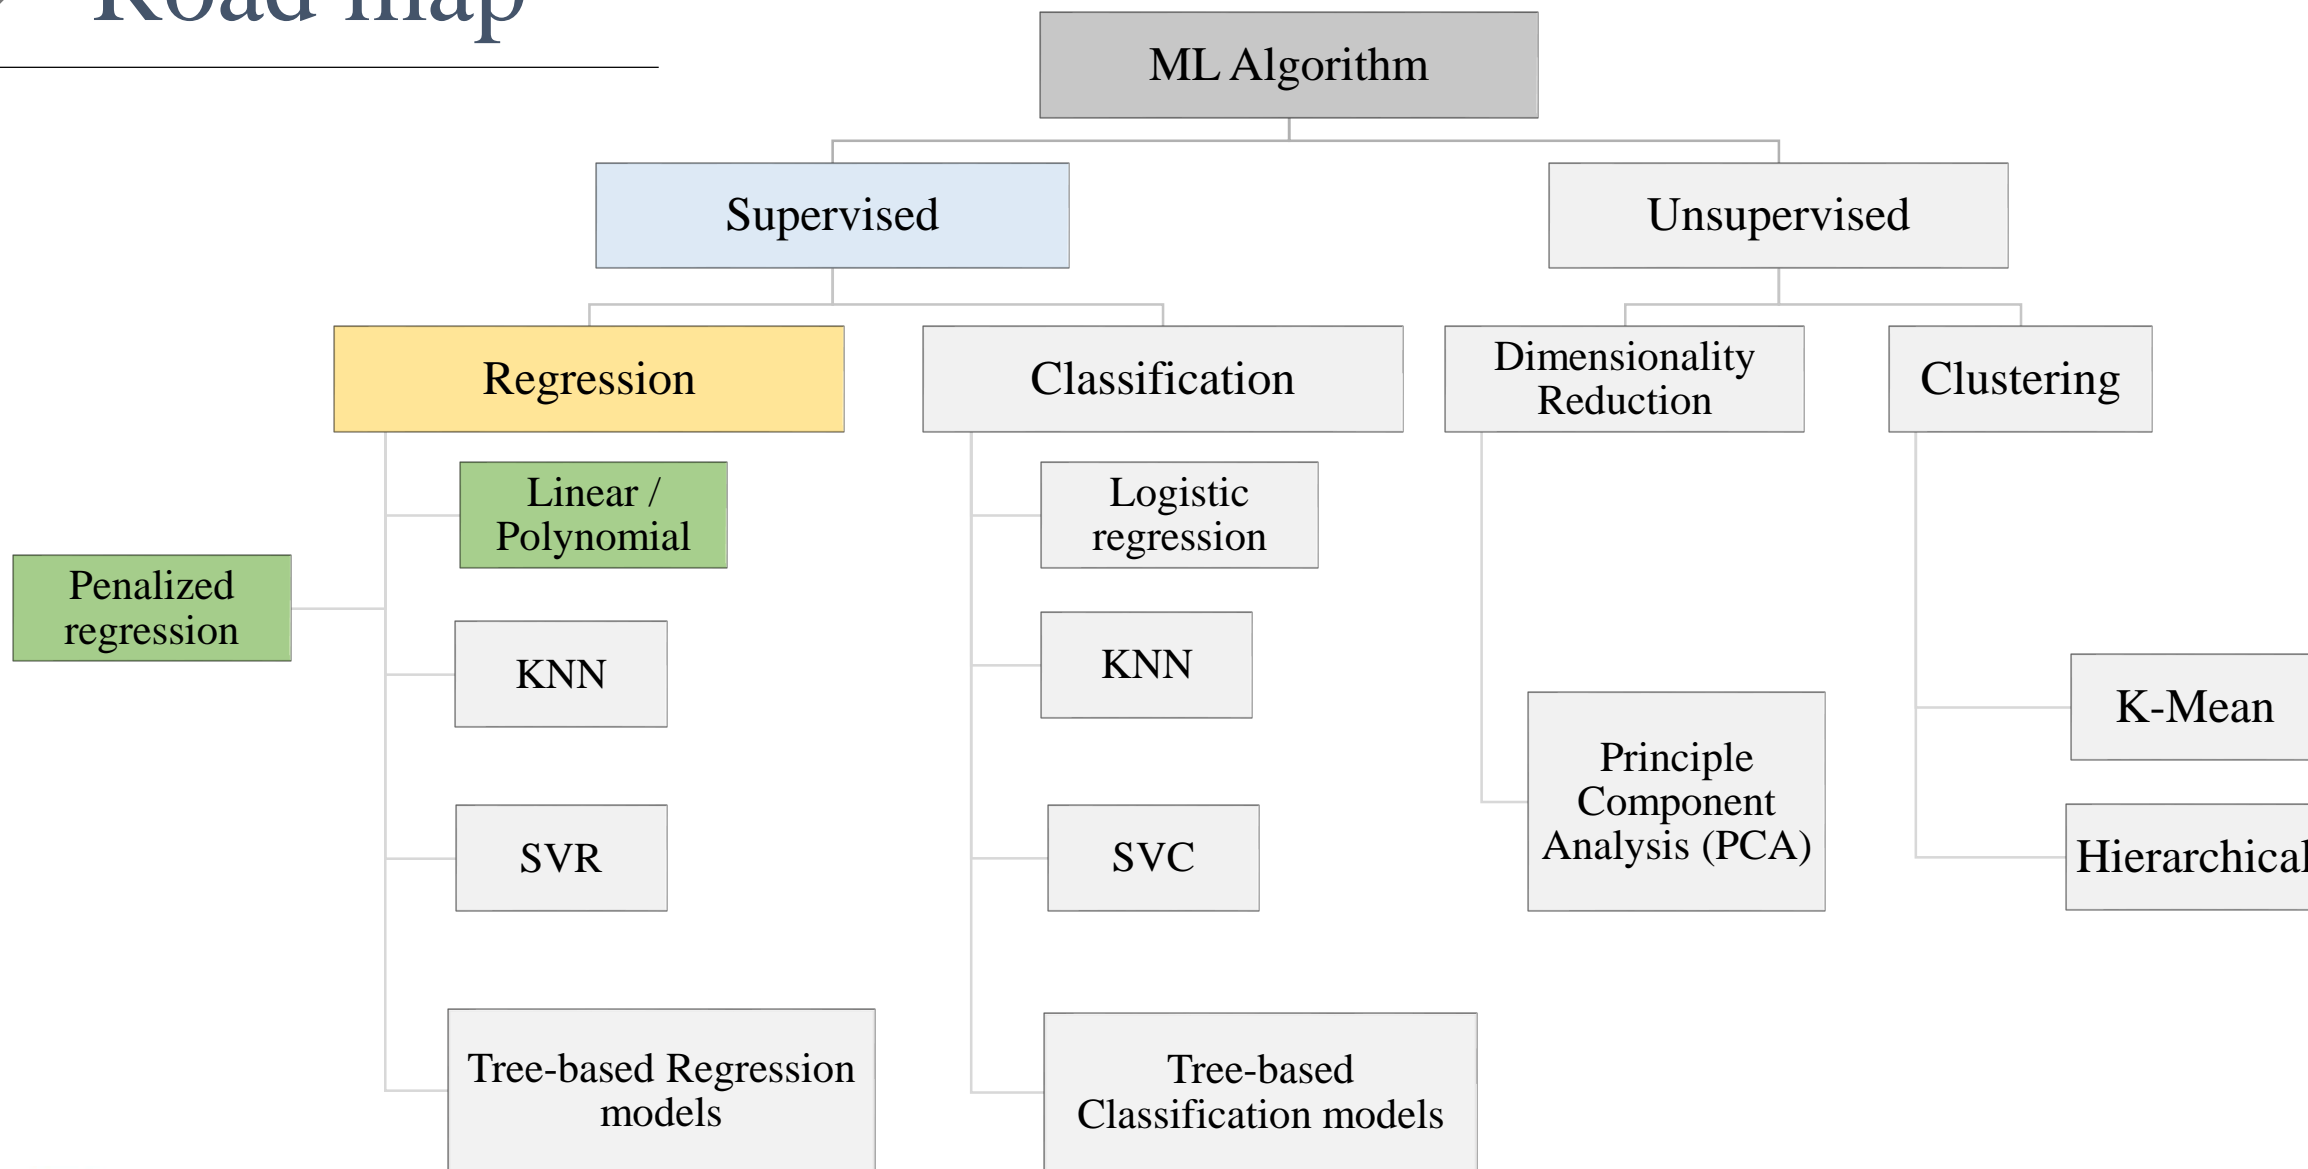 Road map
ML Algorithm
Supervised
Unsupervised
Regression
Classification
Dimensionality
Reduction
Clustering
Linear /
Polynomial
Logistic
regression
Penalized
regression
KNN
KNN
K-Mean
Principle
Component
Analysis (PCA)
SVR
SVC
Hierarchical
Tree-based Regression
models
Tree-based
Classification models